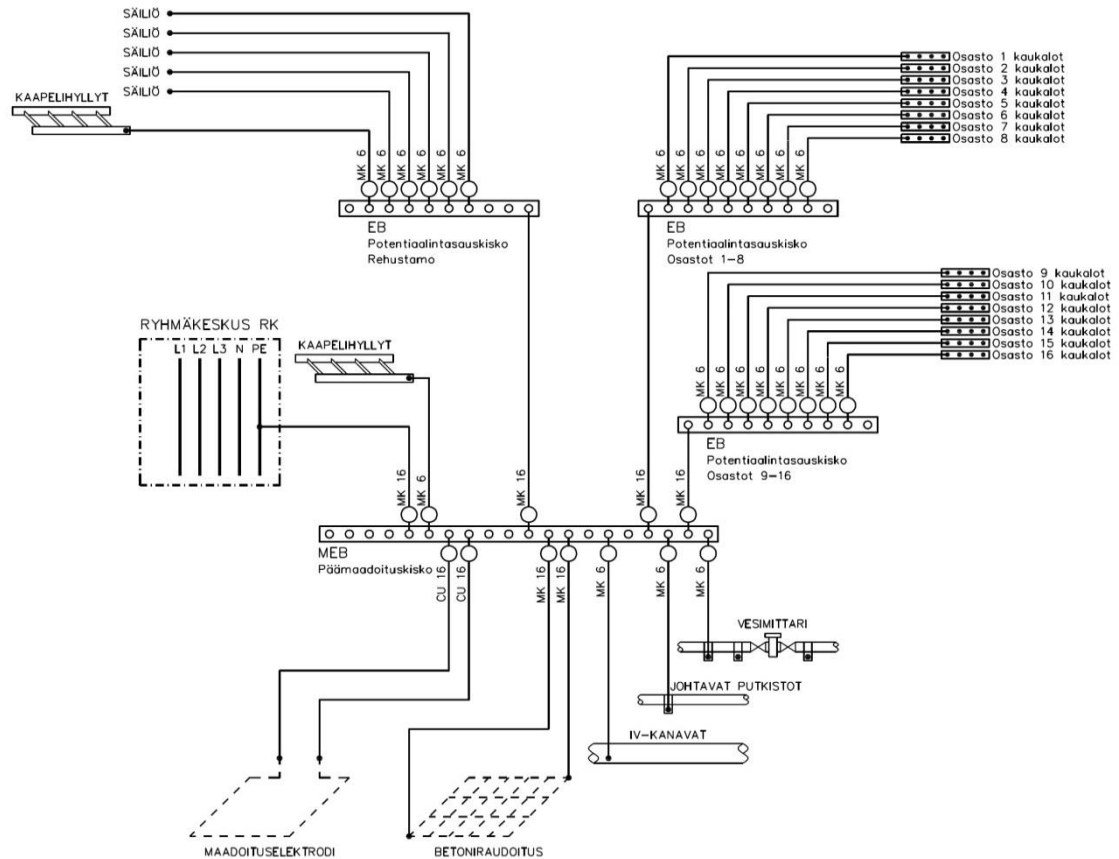 SÄILIÖ
SÄILIÖ
SÄILIÖ
SÄILIÖ
SÄILIÖ
KAAPELIHYLLYT
MK 6
MK 6
MK 6
MK 6
MK 6
MK 6
EB
Potentiaalintasauskisko
Rehustamo
Osasto 1 kaukalot
Osasto 2 kaukalot
Osasto 3 kaukalot
Osasto 4 kaukalot
Osasto 5 kaukalot
Osasto 6 kaukalot
Osasto 7 kaukalot
Osasto 8 kaukalot
MK 6
MK 6
MK 6
MK 6
MK 6
MK 6
MK 6
MK 6
EB
Potentiaalintasauskisko
Osastot 1-8
Osasto 9 kaukalot
Osasto 10 kaukalot
Osasto 11 kaukalot
Osasto 12 kaukalot
Osasto 13 kaukalot
Osasto 14 kaukalot
Osasto 15 kaukalot
Osasto 16 kaukalot
MK 6
MK 6
MK 6
MK 6
MK 6
MK 6
MK 6
MK 6
EB
Potentiaalintasauskisko
Osastot 9-16
RYHMÄKESKUS RK
L1 L2 L3 N PE
KAAPELIHYLLYT
MK 16
MK 6
MK 16
MK 16
MK 16
MEB
Päämaadoituskisko
CU 16
CU 16
MK 16
MK 16
MK 6
MK 6
MK 6
VESIMITTARI
JOHTAVAT PUTKISTOT
IV-KANAVAT
MAADOITUSELEKTRODI
BETONIRAUDOITUS